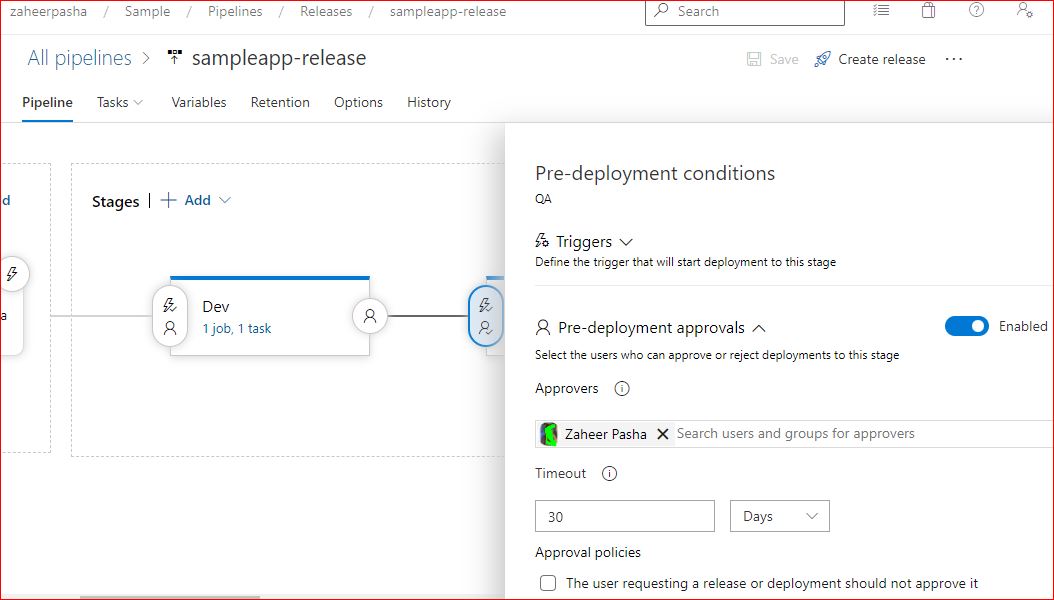 zaheerpasha / Sample / Pipelines / Releases / sampleapp-release
Search
All pipelines > sampleapp-release
Save Create release ...
Pipeline Tasks Variables Retention Options History
d
Stages | + Add
a
Dev
1 job, 1 task
Pre-deployment conditions
QA
Triggers
Define the trigger that will start deployment to this stage
Pre-deployment approvals
Enabled
Select the users who can approve or reject deployments to this stage
Approvers
Zaheer Pasha Search users and groups for approvers
Timeout
30 Days
Approval policies
The user requesting a release or deployment should not approve it